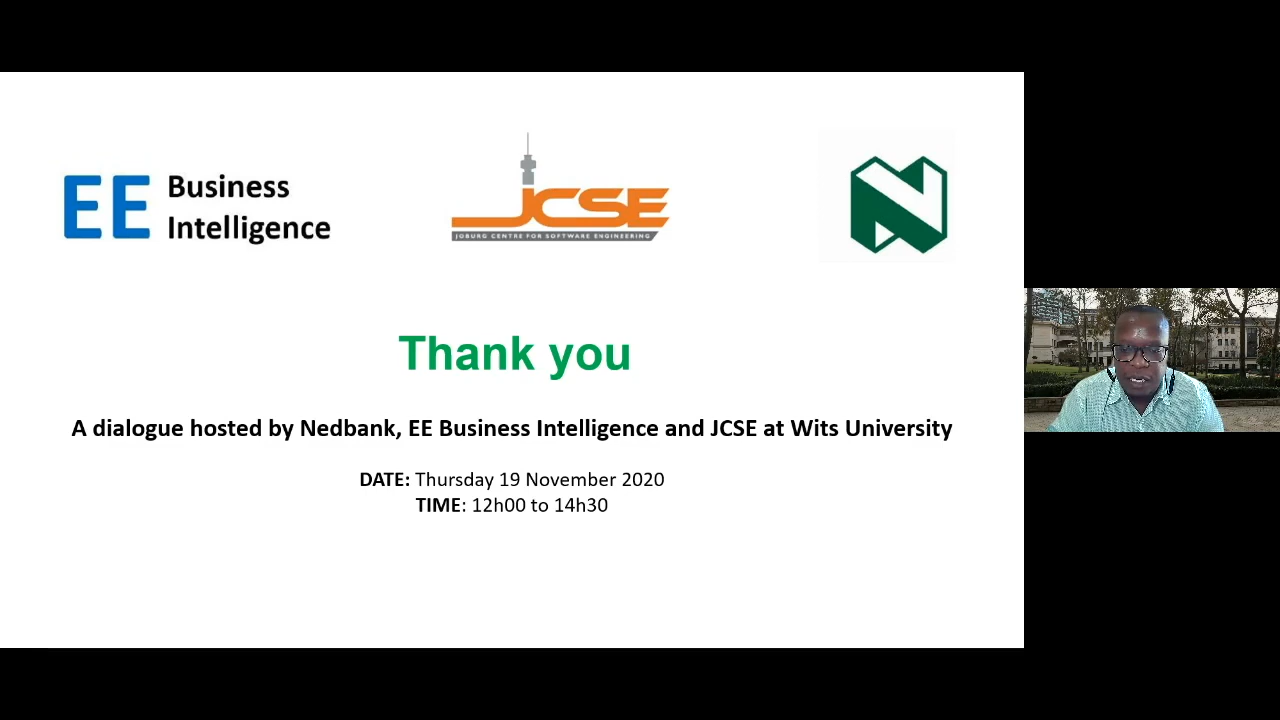 EE Business
Intelligence
JCSE
JOBURG CENTRE FOR SOFTWARE ENGINEERING
N
Thank you
A dialogue hosted by Nedbank, EE Business Intelligence and JCSE at Wits University
DATE: Thursday 19 November 2020
TIME: 12h00 to 14h30